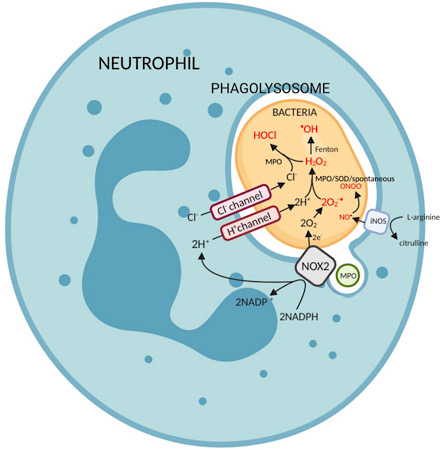 NEUTROPHIL
PHAGOLYSOSOME
BACTERIA
•OH
HOCl
Fenton
MPO
H₂O₂
Cl⁻
MPO/SOD/spontaneous
ONOO⁻
Cl⁻ channel
2H⁺
2O₂⁻•
Cl⁻
H⁺channel
NO•
iNOS
L-arginine
2O₂
2H⁺
2e⁻
citrulline
NOX2
MPO
2NADP⁺
2NADPH